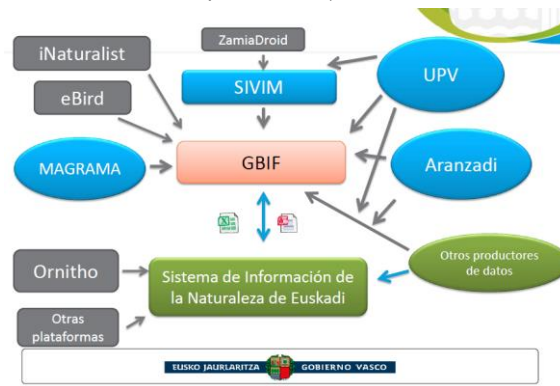 iNaturalist
ZamiaDroid
eBird
SIVIM
UPV
MAGRAMA
GBIF
Aranzadi
Ornitho
Sistema de Información de
la Naturaleza de Euskadi
Otros productores
de datos
Otras
plataformas
EUSKO JAURLARITZA
GOBIERNO VASCO